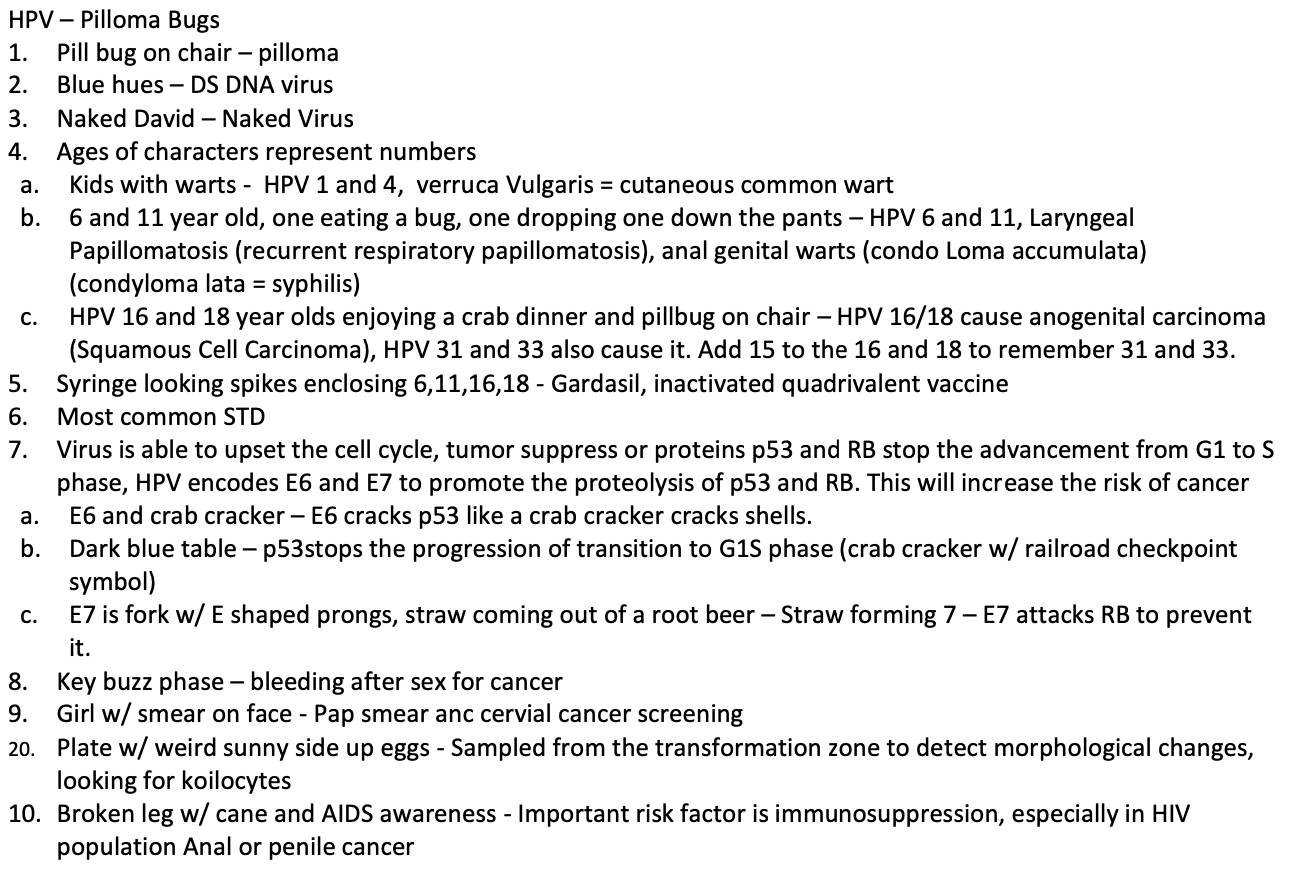 HPV – Pilloma Bugs
1. Pill bug on chair – pilloma
2. Blue hues – DS DNA virus
3. Naked David – Naked Virus
4. Ages of characters represent numbers
a. Kids with warts - HPV 1 and 4, verruca Vulgaris = cutaneous common wart
b. 6 and 11 year old, one eating a bug, one dropping one down the pants – HPV 6 and 11, Laryngeal
Papillomatosis (recurrent respiratory papillomatosis), anal genital warts (condo Loma accumulata)
(condyloma lata = syphilis)
c. HPV 16 and 18 year olds enjoying a crab dinner and pillbug on chair – HPV 16/18 cause anogenital carcinoma
(Squamous Cell Carcinoma), HPV 31 and 33 also cause it. Add 15 to the 16 and 18 to remember 31 and 33.
5. Syringe looking spikes enclosing 6,11,16,18 - Gardasil, inactivated quadrivalent vaccine
6. Most common STD
7. Virus is able to upset the cell cycle, tumor suppress or proteins p53 and RB stop the advancement from G1 to S
phase, HPV encodes E6 and E7 to promote the proteolysis of p53 and RB. This will increase the risk of cancer
a. E6 and crab cracker – E6 cracks p53 like a crab cracker cracks shells.
b. Dark blue table – p53stops the progression of transition to G1S phase (crab cracker w/ railroad checkpoint
symbol)
c. E7 is fork w/ E shaped prongs, straw coming out of a root beer – Straw forming 7 – E7 attacks RB to prevent
it.
8. Key buzz phase – bleeding after sex for cancer
9. Girl w/ smear on face - Pap smear anc cervial cancer screening
20. Plate w/ weird sunny side up eggs - Sampled from the transformation zone to detect morphological changes,
looking for koilocytes
10. Broken leg w/ cane and AIDS awareness - Important risk factor is immunosuppression, especially in HIV
population Anal or penile cancer